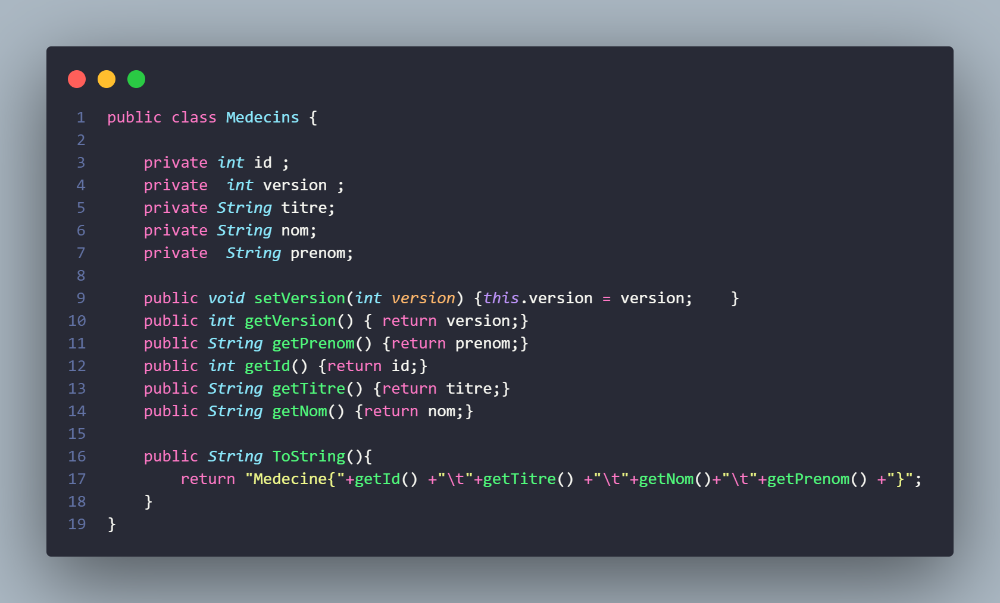 1 public class Medecins {
2
3     private int id ;
4     private  int version ;
5     private String titre;
6     private String nom;
7     private  String prenom;
8
9     public void setVersion(int version) {this.version = version;    }
10     public int getVersion() { return version;}
11     public String getPrenom() {return prenom;}
12     public int getId() {return id;}
13     public String getTitre() {return titre;}
14     public String getNom() {return nom;}
15
16     public String ToString(){
17         return "Medecine{"+getId() +"\t"+getTitre() +"\t"+getNom()+"\t"+getPrenom() +"}";
18     }
19 }